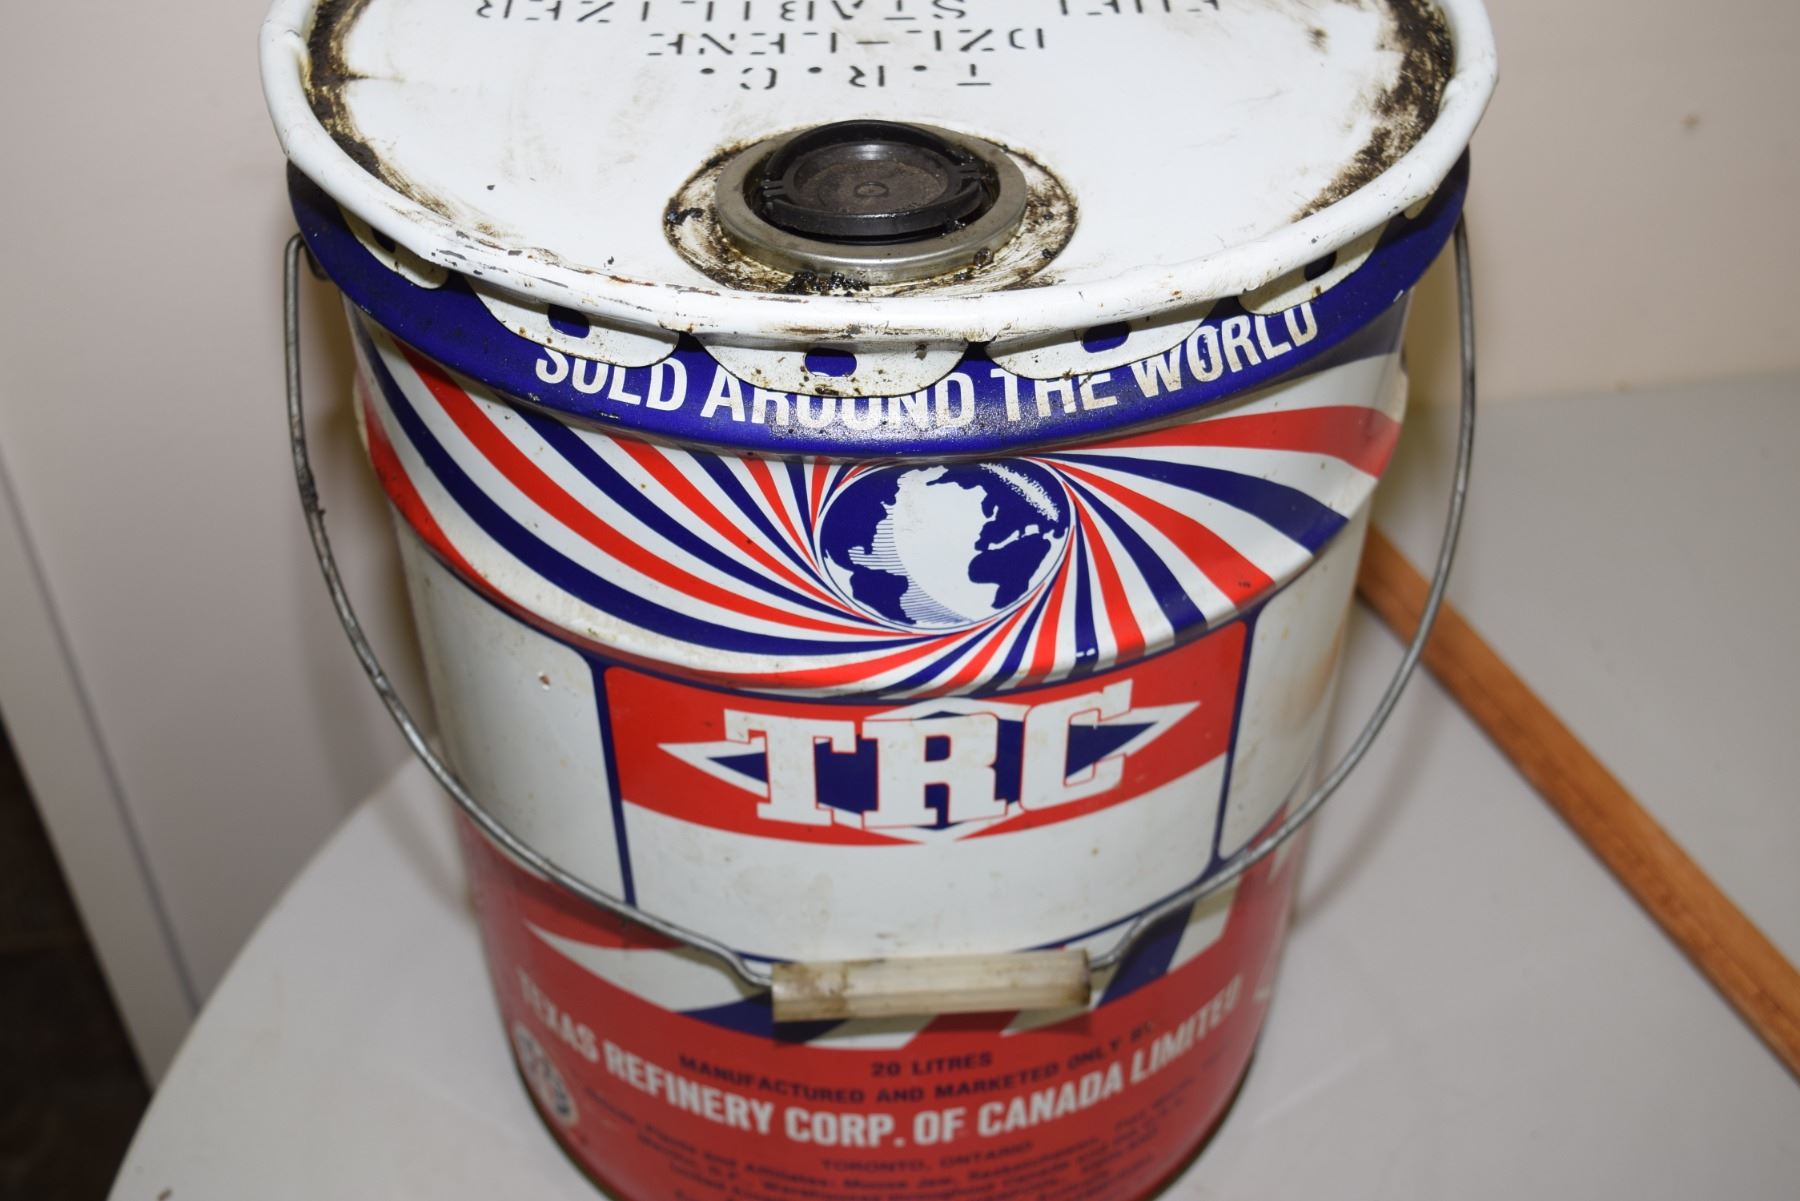 T.R.C.
DZL-LENE
FUEL STABILIZER
SOLD AROUND THE WORLD
TRC
20 LITRES
MANUFACTURED AND MARKETED ONLY BY
TEXAS REFINERY CORP. OF CANADA LIMITED
TORONTO, ONTARIO